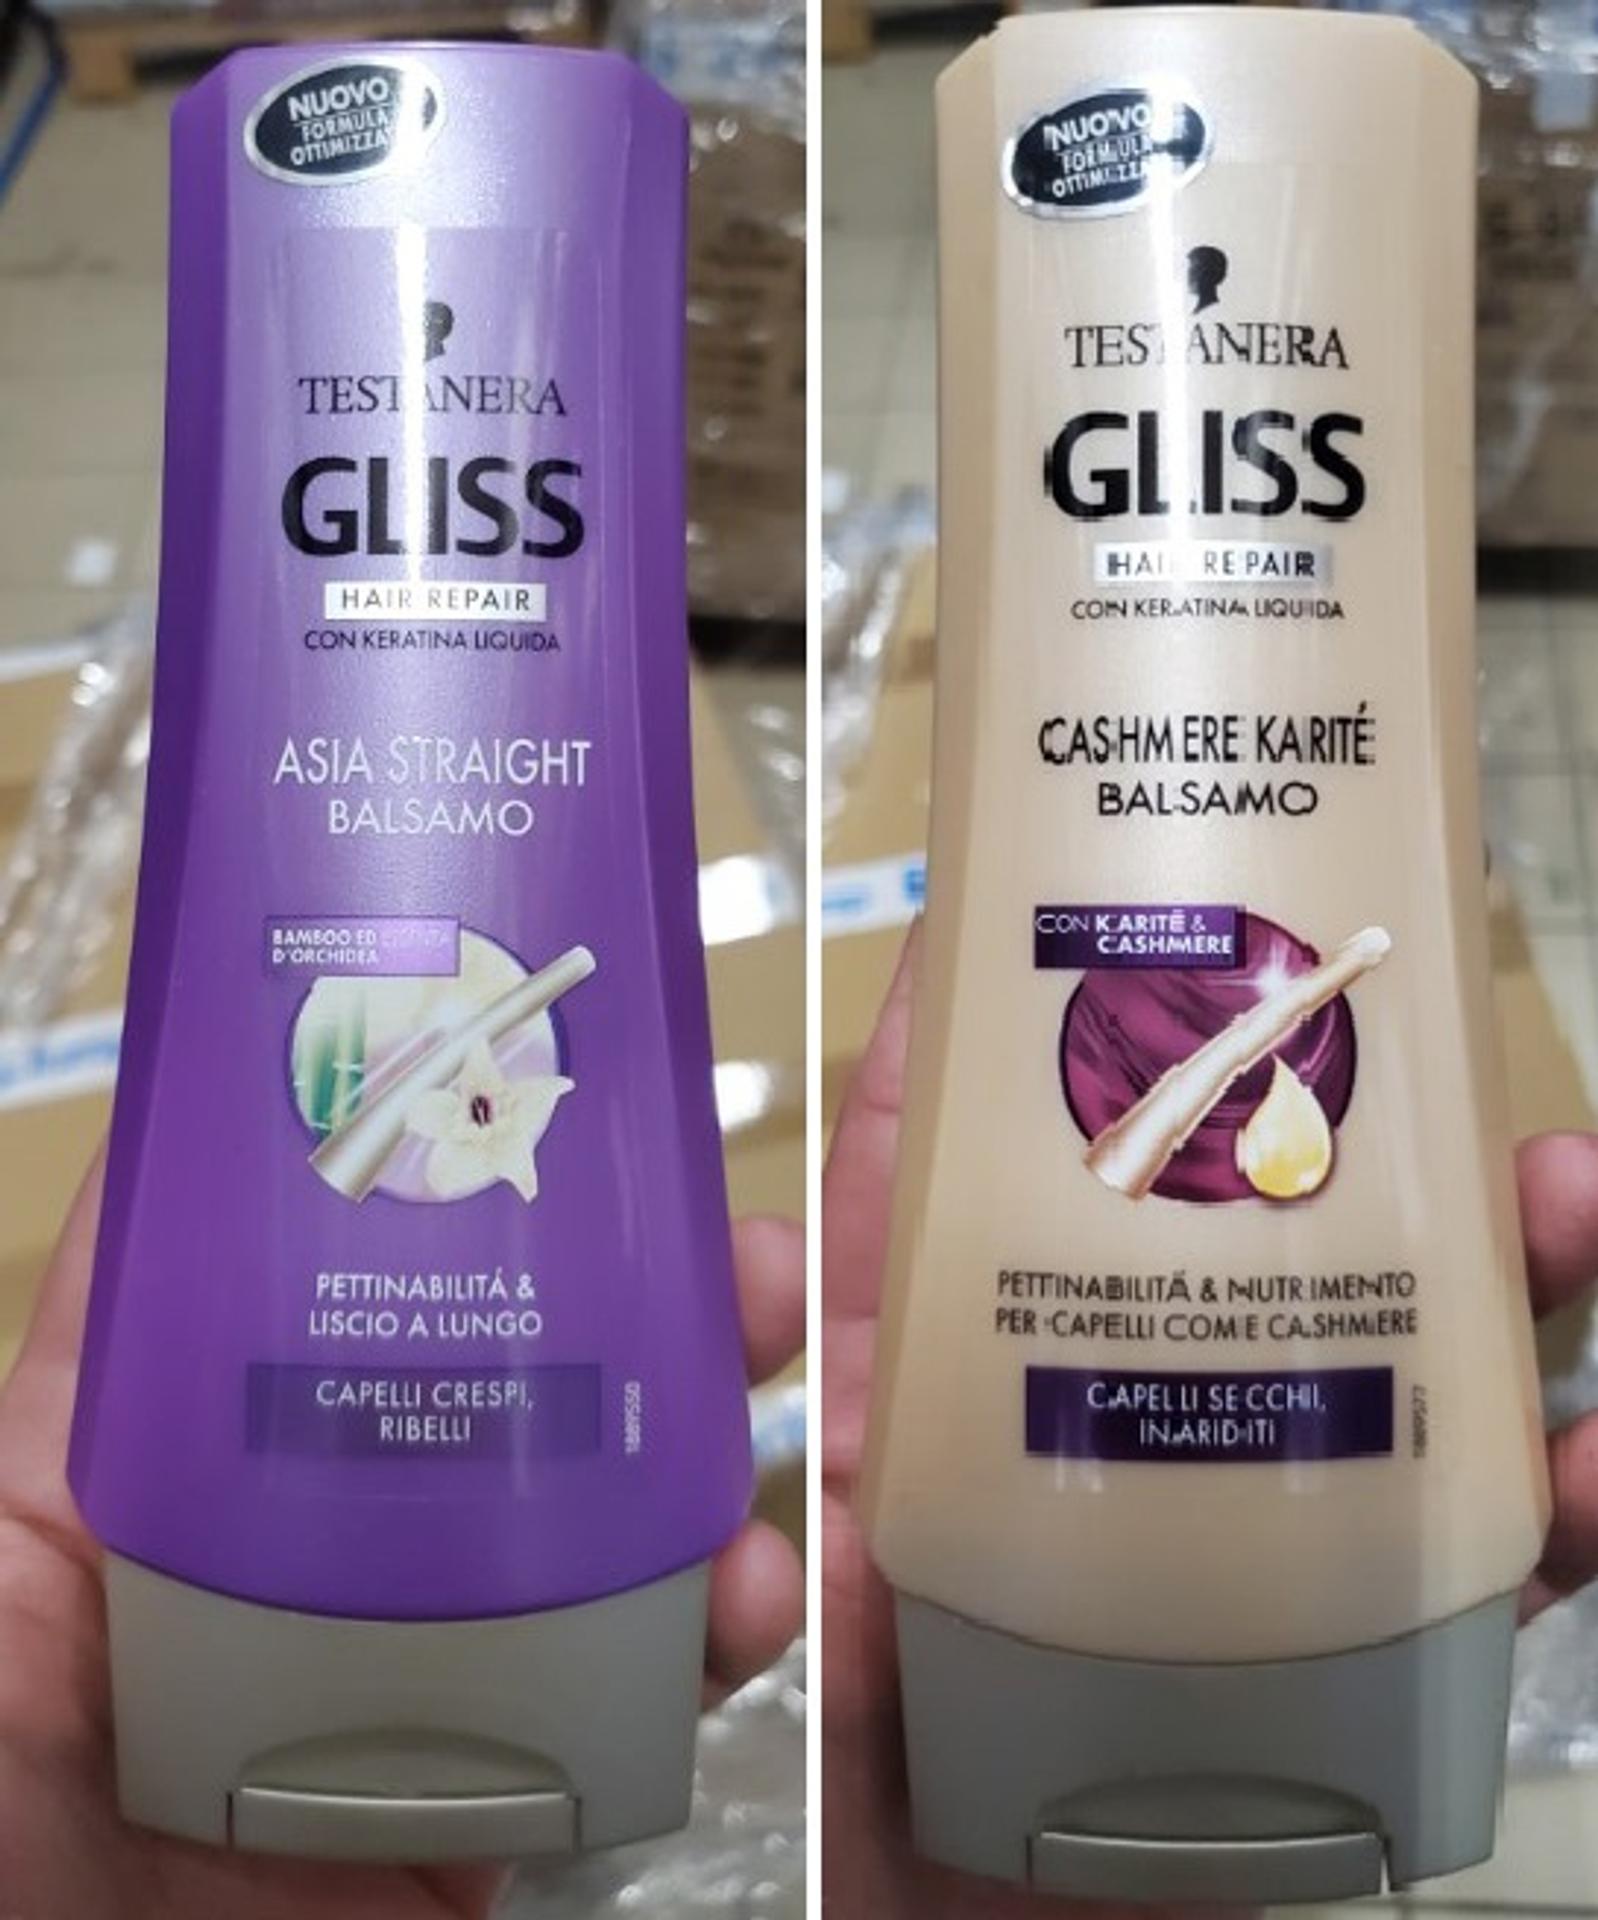 NUOVO
FORMULA
TESTANERA
GLISS
HAIR REPAIR
CON KERATINA LIQUIDA
ASIA STRAIGHT
BALSAMO
BAMBOO ED
D'ORCHIDEA
PETTINABILITÁ &
LISCIO A LUNGO
CAPELLI CRESPI,
RIBELLI
1889550
NUOVO
FORMULA
TESTANERA
GLISS
HAIR REPAIR
CON KERATINA LIQUIDA
CASHMERE KARITÉ
BALSAMO
CON KARITÉ &
CASHMERE
PETTINABILITÁ & NUTRIMENTO
PER CAPELLI COME CASHMERE
CAPELLI SECCHI,
INARIDITI